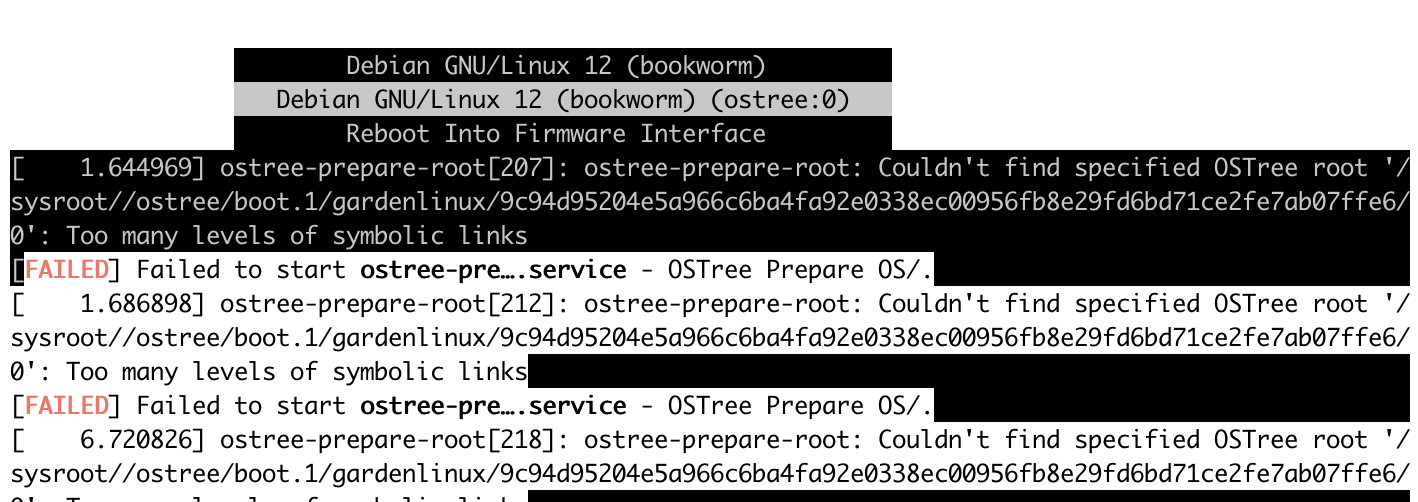 Debian GNU/Linux 12 (bookworm)
Debian GNU/Linux 12 (bookworm) (ostree:0)
Reboot Into Firmware Interface
[    1.644969] ostree-prepare-root[207]: ostree-prepare-root: Couldn't find specified OSTree root '/
sysroot//ostree/boot.1/gardenlinux/9c94d95204e5a966c6ba4fa92e0338ec00956fb8e29fd6bd71ce2fe7ab07ffe6/
0': Too many levels of symbolic links
[FAILED] Failed to start ostree-pre….service - OSTree Prepare OS/.
[    1.686898] ostree-prepare-root[212]: ostree-prepare-root: Couldn't find specified OSTree root '/
sysroot//ostree/boot.1/gardenlinux/9c94d95204e5a966c6ba4fa92e0338ec00956fb8e29fd6bd71ce2fe7ab07ffe6/
0': Too many levels of symbolic links
[FAILED] Failed to start ostree-pre….service - OSTree Prepare OS/.
[    6.720826] ostree-prepare-root[218]: ostree-prepare-root: Couldn't find specified OSTree root '/
sysroot//ostree/boot.1/gardenlinux/9c94d95204e5a966c6ba4fa92e0338ec00956fb8e29fd6bd71ce2fe7ab07ffe6/